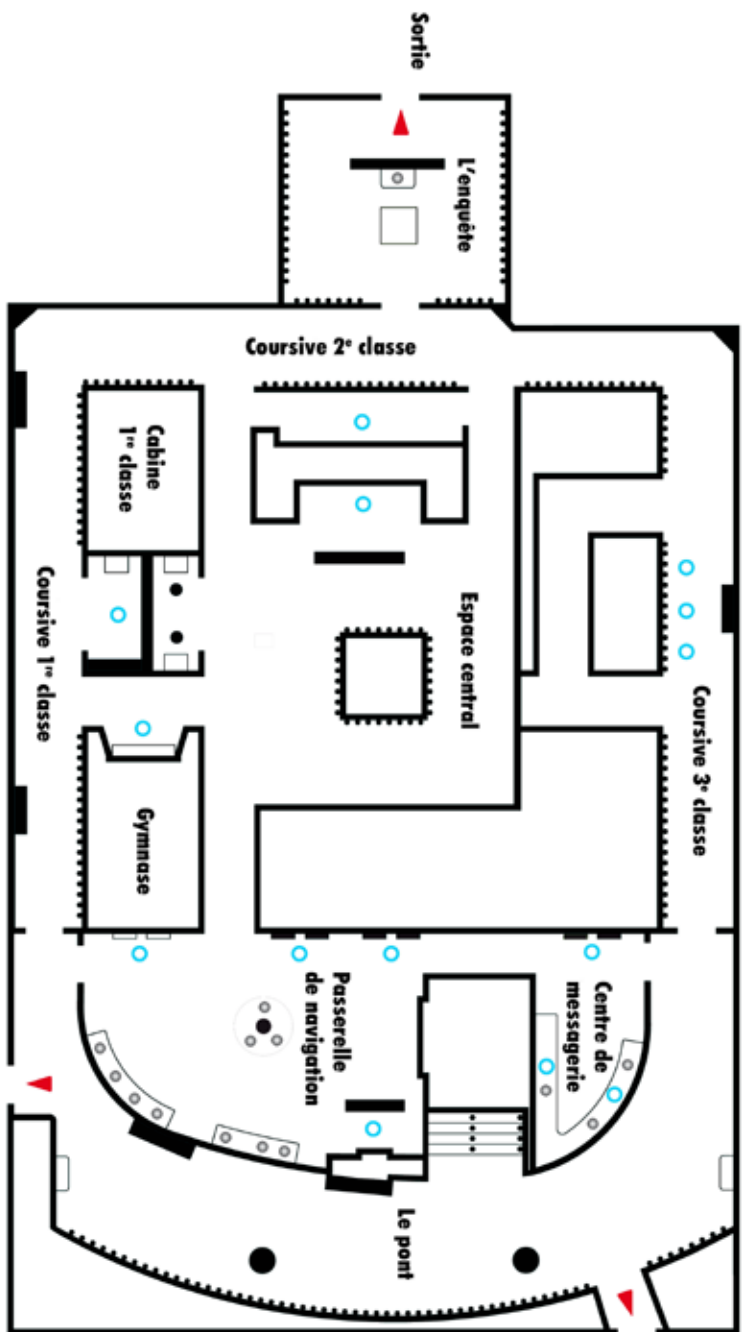 Sortie
L'enquête
Coursive 2e classe
Cabine
1re classe
Espace central
Coursive 1re classe
Coursive 3e classe
Gymnase
Passerelle
de navigation
Centre de
messagerie
Le pont